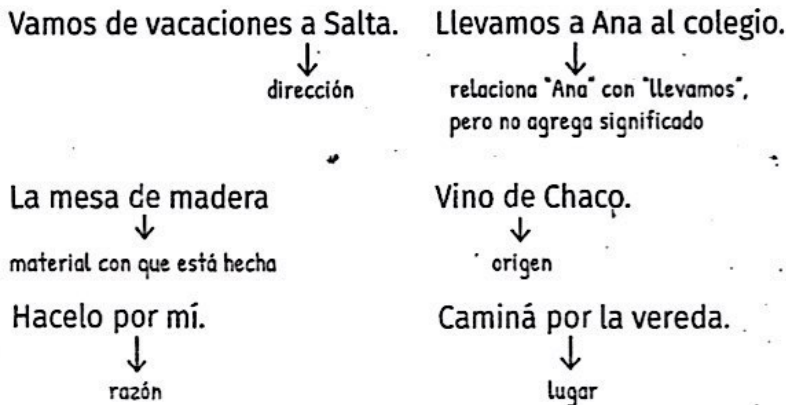 Vamos de vacaciones a Salta. Llevamos a Ana al colegio.
↓ ↓
dirección relaciona "Ana" con "llevamos",
pero no agrega significado
La mesa de madera Vino de Chaco.
↓ ↓
material con que está hecha origen
Hacelo por mí. Caminá por la vereda.
↓ ↓
razón lugar